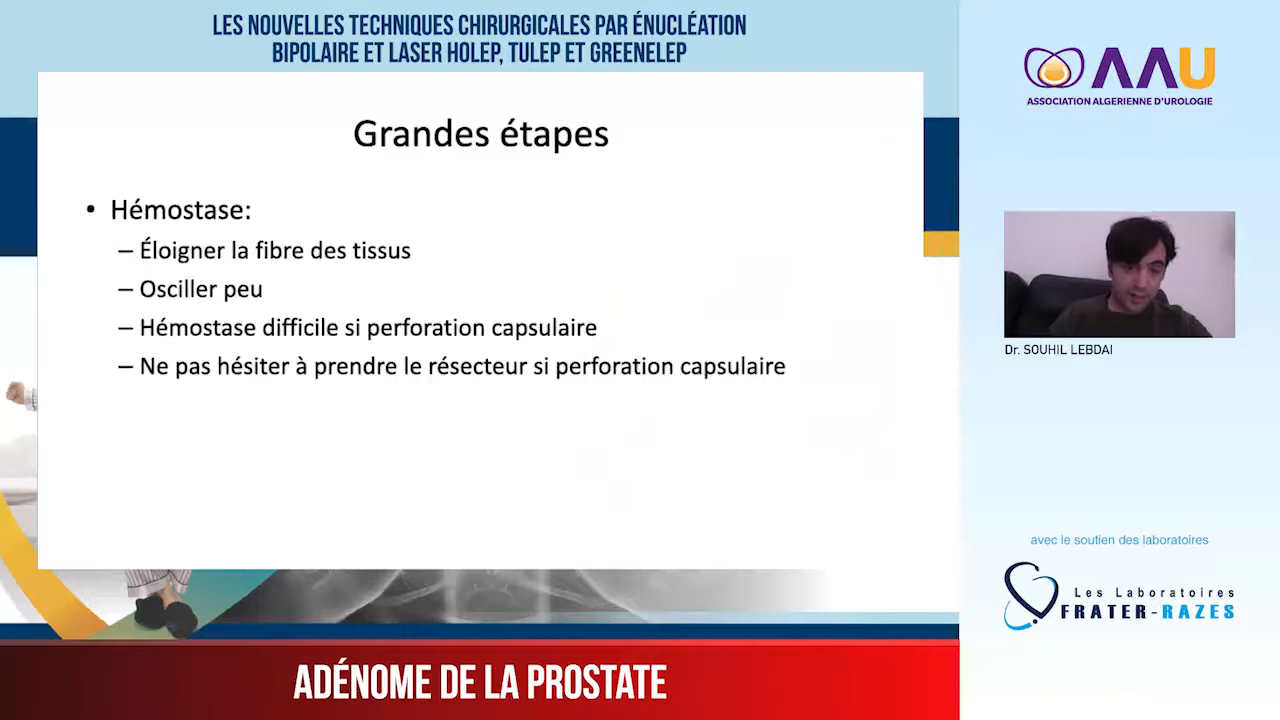 LES NOUVELLES TECHNIQUES CHIRURGICALES PAR ÉNUCLÉATION
BIPOLAIRE ET LASER HOLEP, TULEP ET GREENELEP
Grandes étapes
• Hémostase:
– Éloigner la fibre des tissus
– Osciller peu
– Hémostase difficile si perforation capsulaire
– Ne pas hésiter à prendre le résecteur si perforation capsulaire
ADÉNOME DE LA PROSTATE
AAU
ASSOCIATION ALGERIENNE D'UROLOGIE
Dr. SOUHIL LEBDAI
avec le soutien des laboratoires
Les Laboratoires
FRATER-RAZES